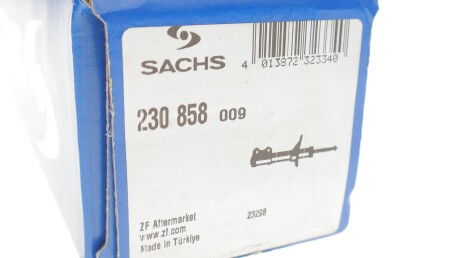 SACHS
4 013872 323340
230 858 009
ZF Aftermarket
www.zf.com
Made in Türkiye
23298